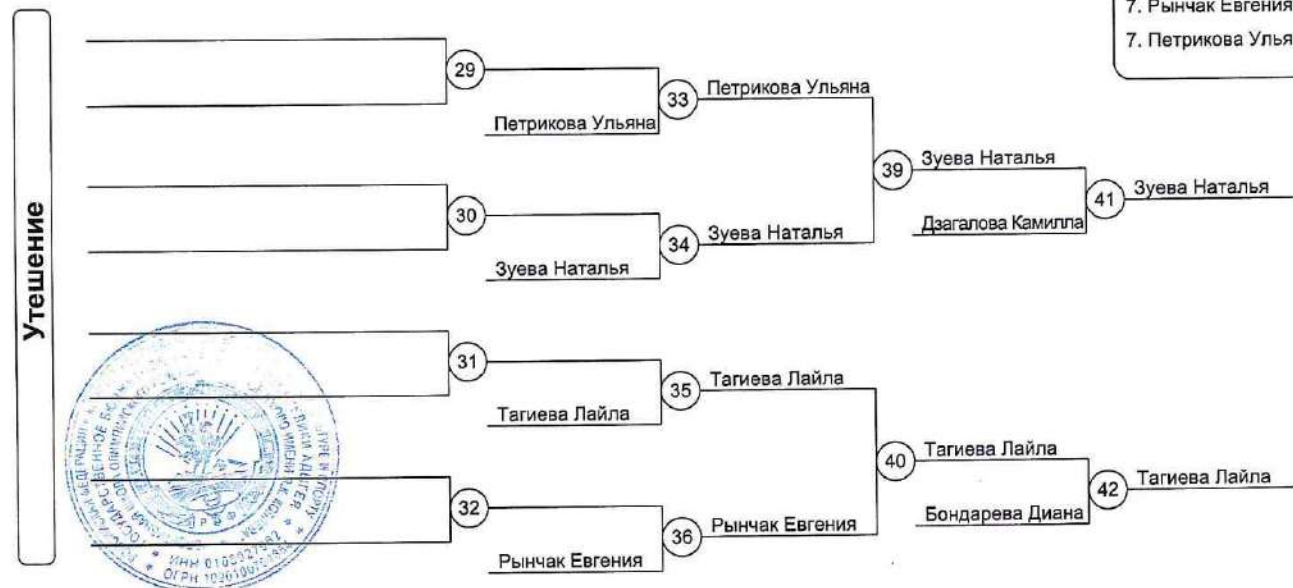 7. Рынчак Евгения
7. Петрикова Улья
Утешение
29
33
Петрикова Ульяна
Петрикова Ульяна
39
Зуева Наталья
30
34
Зуева Наталья
Зуева Наталья
Дзагалова Камилла
41
Зуева Наталья
31
35
Тагиева Лайла
Тагиева Лайла
40
Тагиева Лайла
32
36
Рынчак Евгения
Рынчак Евгения
Бондарева Диана
42
Тагиева Лайла